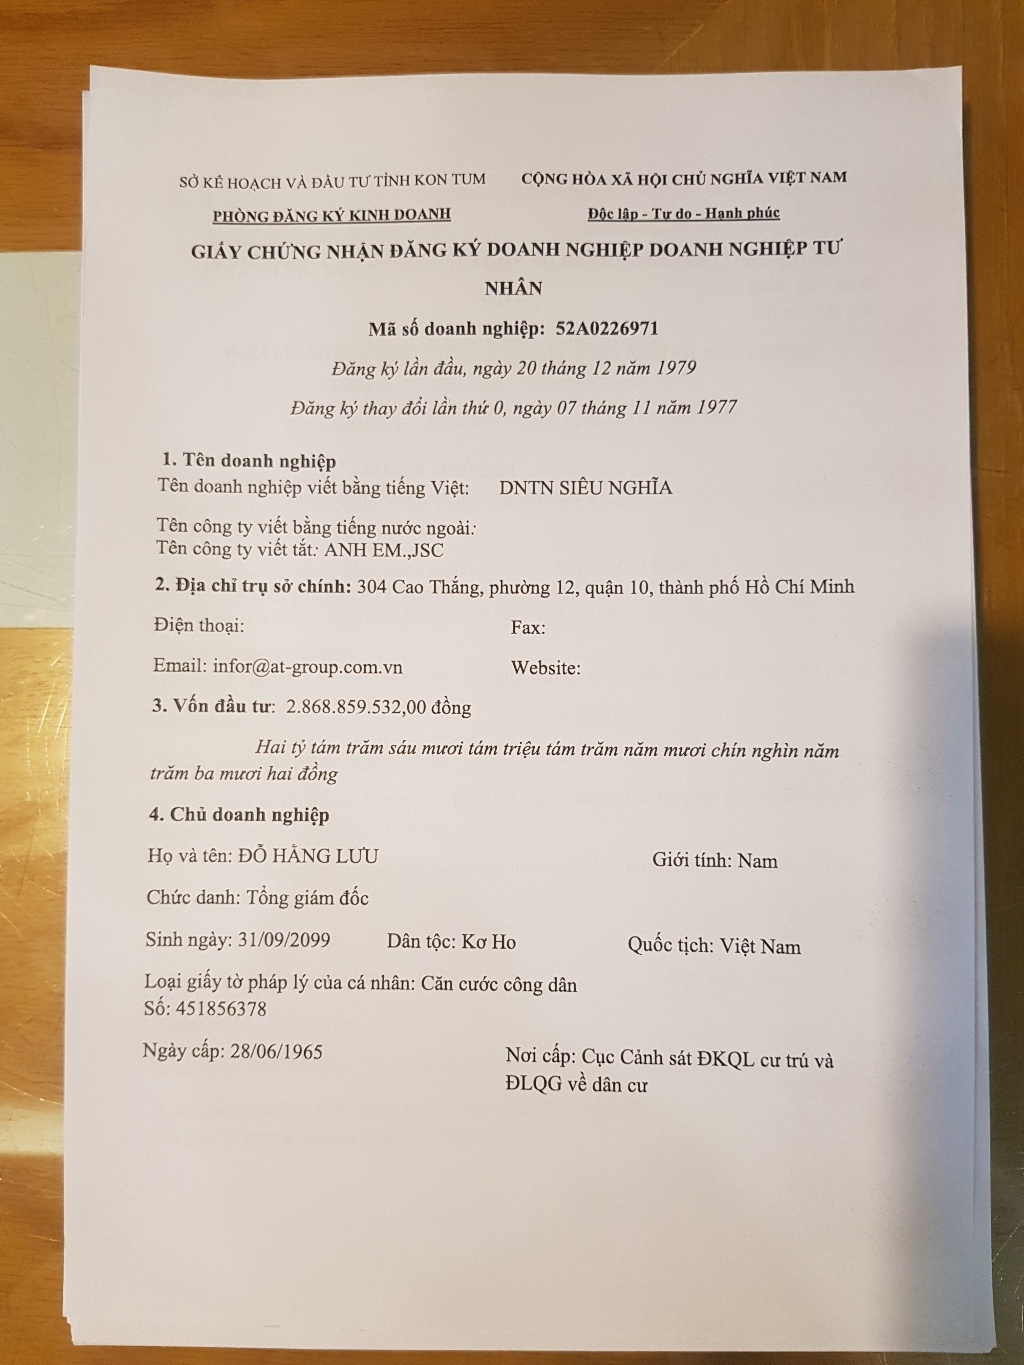 SỞ KẾ HOẠCH VÀ ĐẦU TƯ TỈNH KON TUM CỘNG HÒA XÃ HỘI CHỦ NGHĨA VIỆT NAM
PHÒNG ĐĂNG KÝ KINH DOANH Độc lập - Tự do - Hạnh phúc
GIẤY CHỨNG NHẬN ĐĂNG KÝ DOANH NGHIỆP DOANH NGHIỆP TƯ
NHÂN
Mã số doanh nghiệp: 52A0226971
Đăng ký lần đầu, ngày 20 tháng 12 năm 1979
Đăng ký thay đổi lần thứ 0, ngày 07 tháng 11 năm 1977
1. Tên doanh nghiệp
Tên doanh nghiệp viết bằng tiếng Việt: DNTN SIÊU NGHĨA
Tên công ty viết bằng tiếng nước ngoài:
Tên công ty viết tắt: ANH EM.,JSC
2. Địa chỉ trụ sở chính: 304 Cao Thắng, phường 12, quận 10, thành phố Hồ Chí Minh
Điện thoại: Fax:
Email: infor@at-group.com.vn Website:
3. Vốn đầu tư: 2.868.859.532,00 đồng
Hai tỷ tám trăm sáu mươi tám triệu tám trăm năm mươi chín nghìn năm
trăm ba mươi hai đồng
4. Chủ doanh nghiệp
Họ và tên: ĐỖ HẰNG LƯU Giới tính: Nam
Chức danh: Tổng giám đốc
Sinh ngày: 31/09/2099 Dân tộc: Kơ Ho Quốc tịch: Việt Nam
Loại giấy tờ pháp lý của cá nhân: Căn cước công dân
Số: 451856378
Ngày cấp: 28/06/1965 Nơi cấp: Cục Cảnh sát ĐKQL cư trú và
ĐLQG về dân cư